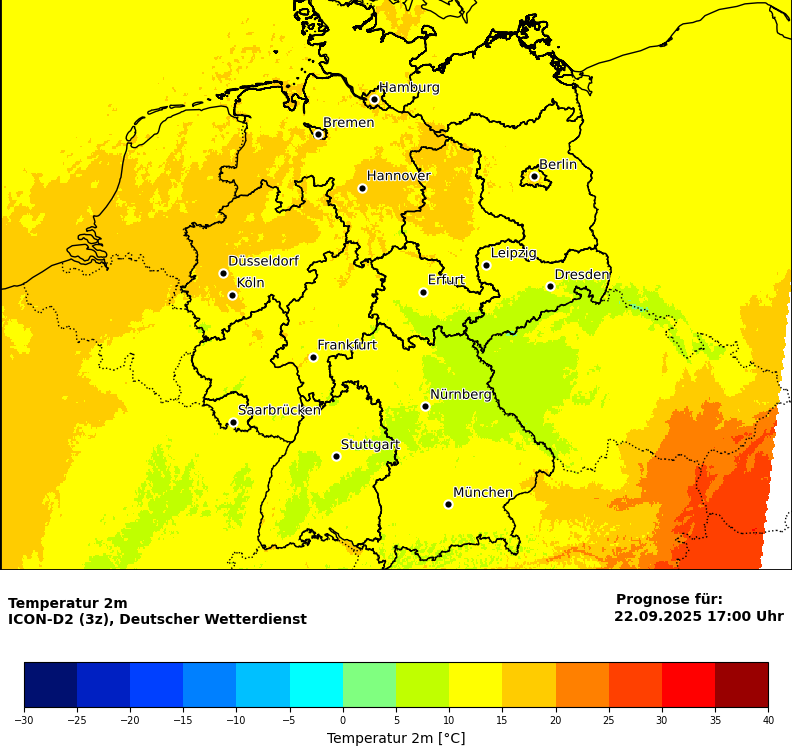 Hamburg
Bremen
Berlin
Hannover
Leipzig
Düsseldorf
Dresden
Köln
Erfurt
Frankfurt
Nürnberg
Saarbrücken
Stuttgart
München
Temperatur 2m
ICON-D2 (3z), Deutscher Wetterdienst
Prognose für:
22.09.2025 17:00 Uhr
−30 −25 −20 −15 −10 −5 0 5 10 15 20 25 30 35 40
Temperatur 2m [°C]